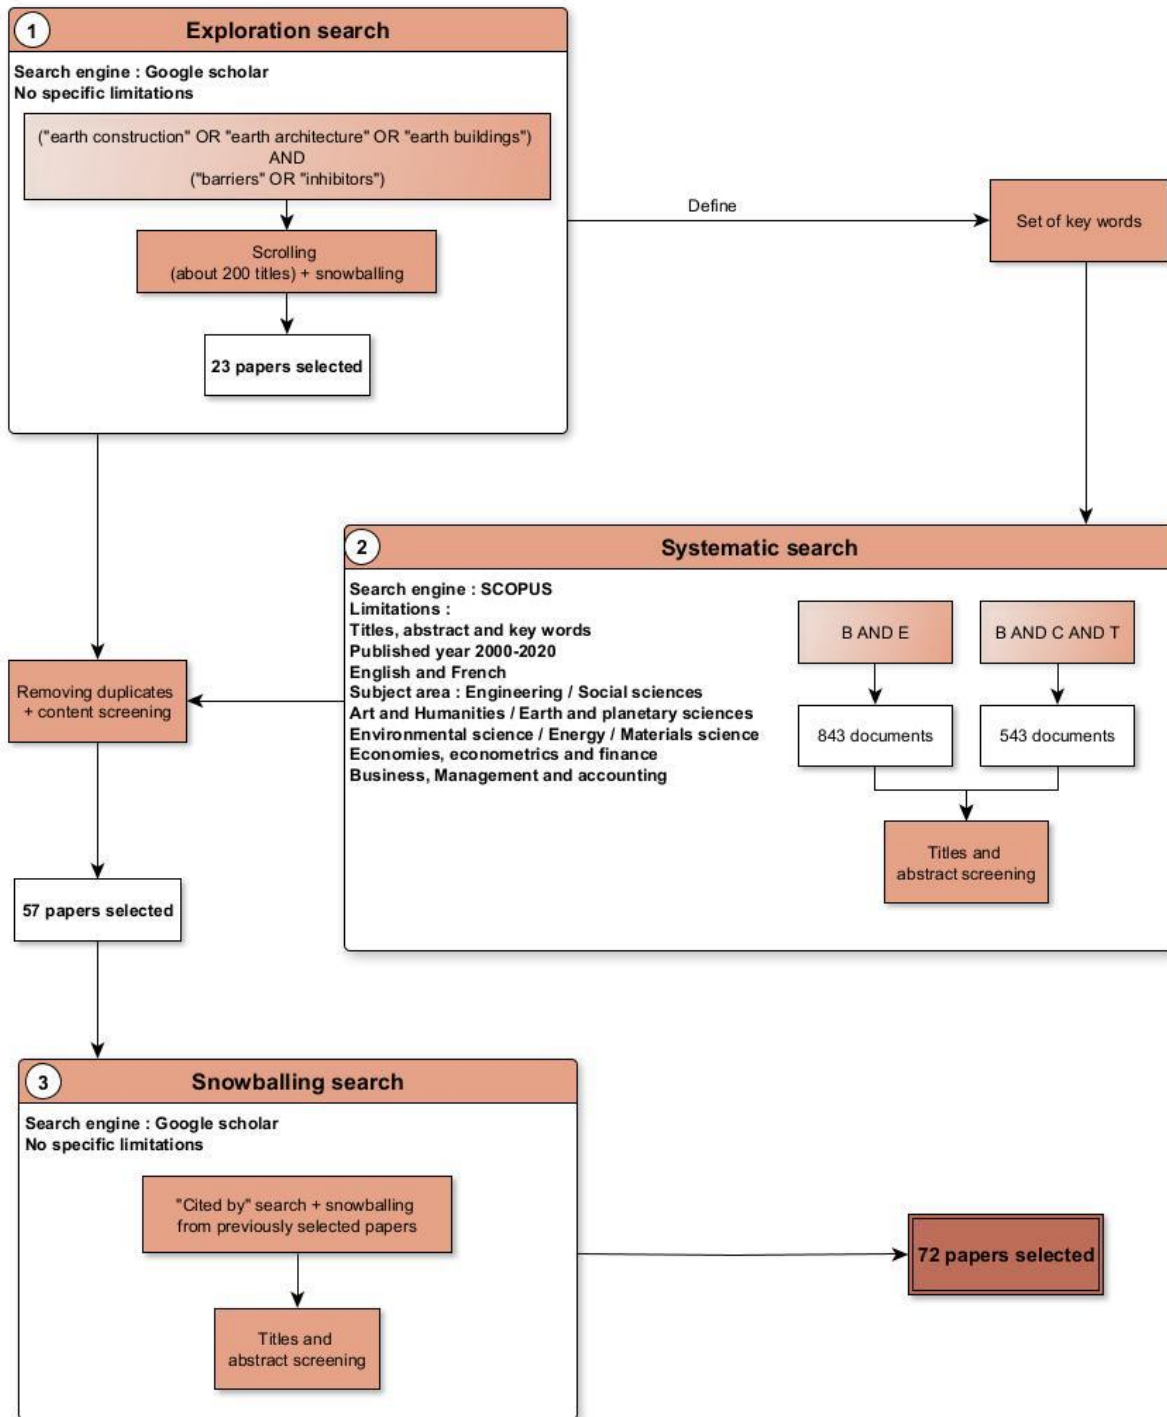 1
Exploration search
Search engine : Google scholar
No specific limitations
("earth construction" OR "earth architecture" OR "earth buildings")
AND
("barriers" OR "inhibitors")
Scrolling
(about 200 titles) + snowballing
23 papers selected
Define
Set of key words
2
Systematic search
Search engine : SCOPUS
Limitations :
Titles, abstract and key words
Published year 2000-2020
English and French
Subject area : Engineering / Social sciences
Art and Humanities / Earth and planetary sciences
Environmental science / Energy / Materials science
Economies, econometrics and finance
Business, Management and accounting
B AND E
B AND C AND T
843 documents
543 documents
Titles and
abstract screening
Removing duplicates
+ content screening
57 papers selected
3
Snowballing search
Search engine : Google scholar
No specific limitations
"Cited by" search + snowballing
from previously selected papers
Titles and
abstract screening
72 papers selected